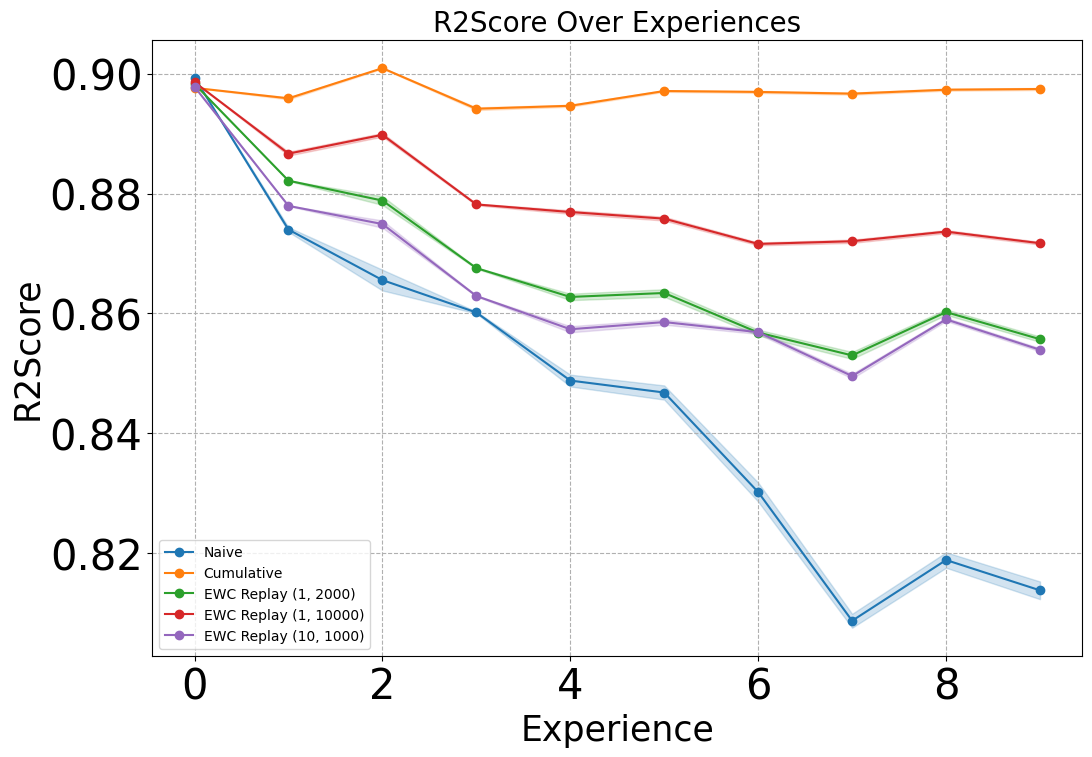 R2Score Over Experiences
R2Score
0.90
0.88
0.86
0.84
0.82
Naive
Cumulative
EWC Replay (1, 2000)
EWC Replay (1, 10000)
EWC Replay (10, 1000)
0 2 4 6 8
Experience